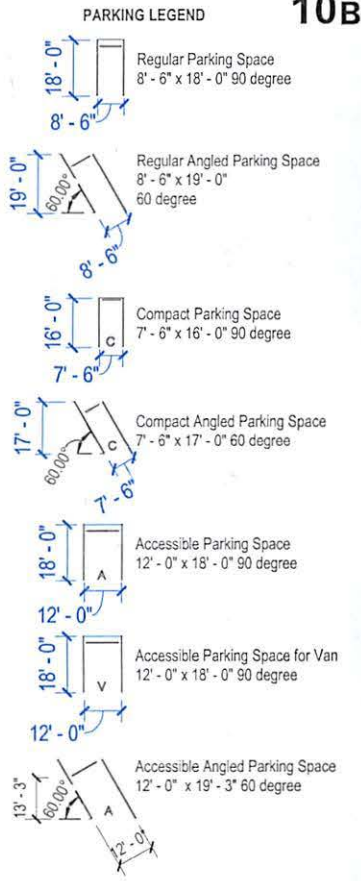 PARKING LEGEND
10B
18' - 0"
8' - 6"
Regular Parking Space
8' - 6" x 18' - 0" 90 degree
19' - 0"
60.00°
8' - 6"
Regular Angled Parking Space
8' - 6" x 19' - 0"
60 degree
16' - 0"
C
7' - 6"
Compact Parking Space
7' - 6" x 16' - 0" 90 degree
17' - 0"
60.00°
C
7' - 6"
Compact Angled Parking Space
7' - 6" x 17' - 0" 60 degree
18' - 0"
A
12' - 0"
Accessible Parking Space
12' - 0" x 18' - 0" 90 degree
18' - 0"
V
12' - 0"
Accessible Parking Space for Van
12' - 0" x 18' - 0" 90 degree
13' - 3"
60.00°
A
12' - 0"
Accessible Angled Parking Space
12' - 0" x 19' - 3" 60 degree